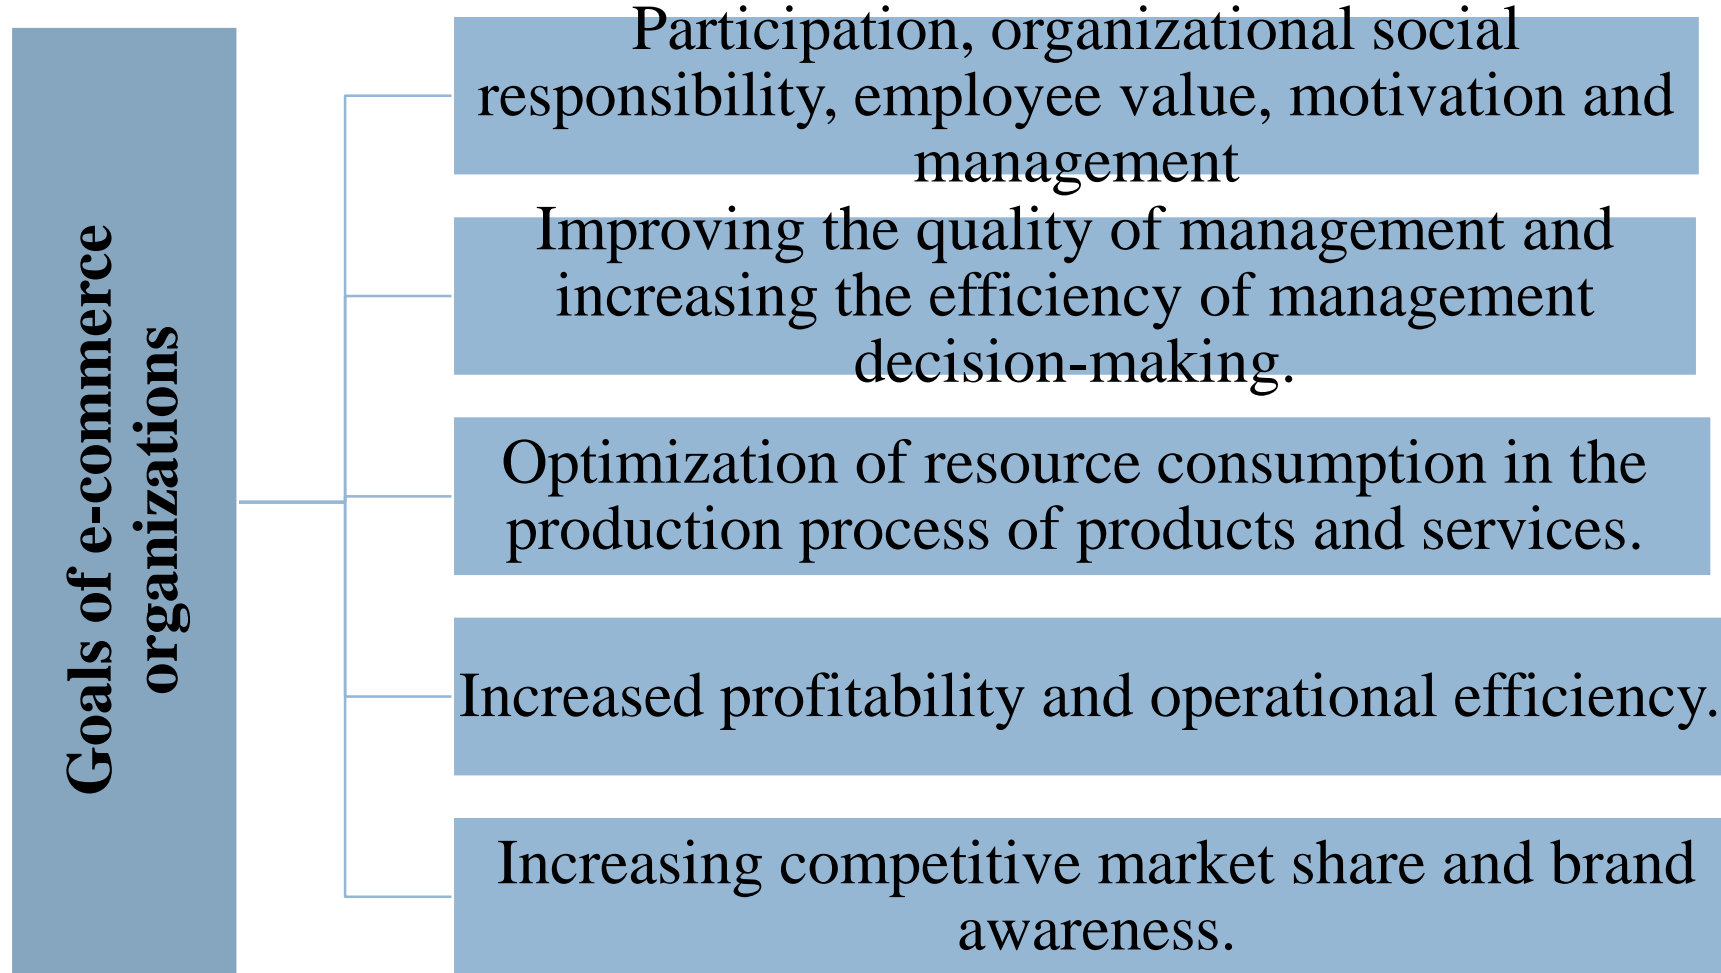 Goals of e-commerce
organizations
Participation, organizational social
responsibility, employee value, motivation and
management
Improving the quality of management and
increasing the efficiency of management
decision-making.
Optimization of resource consumption in the
production process of products and services.
Increased profitability and operational efficiency.
Increasing competitive market share and brand
awareness.